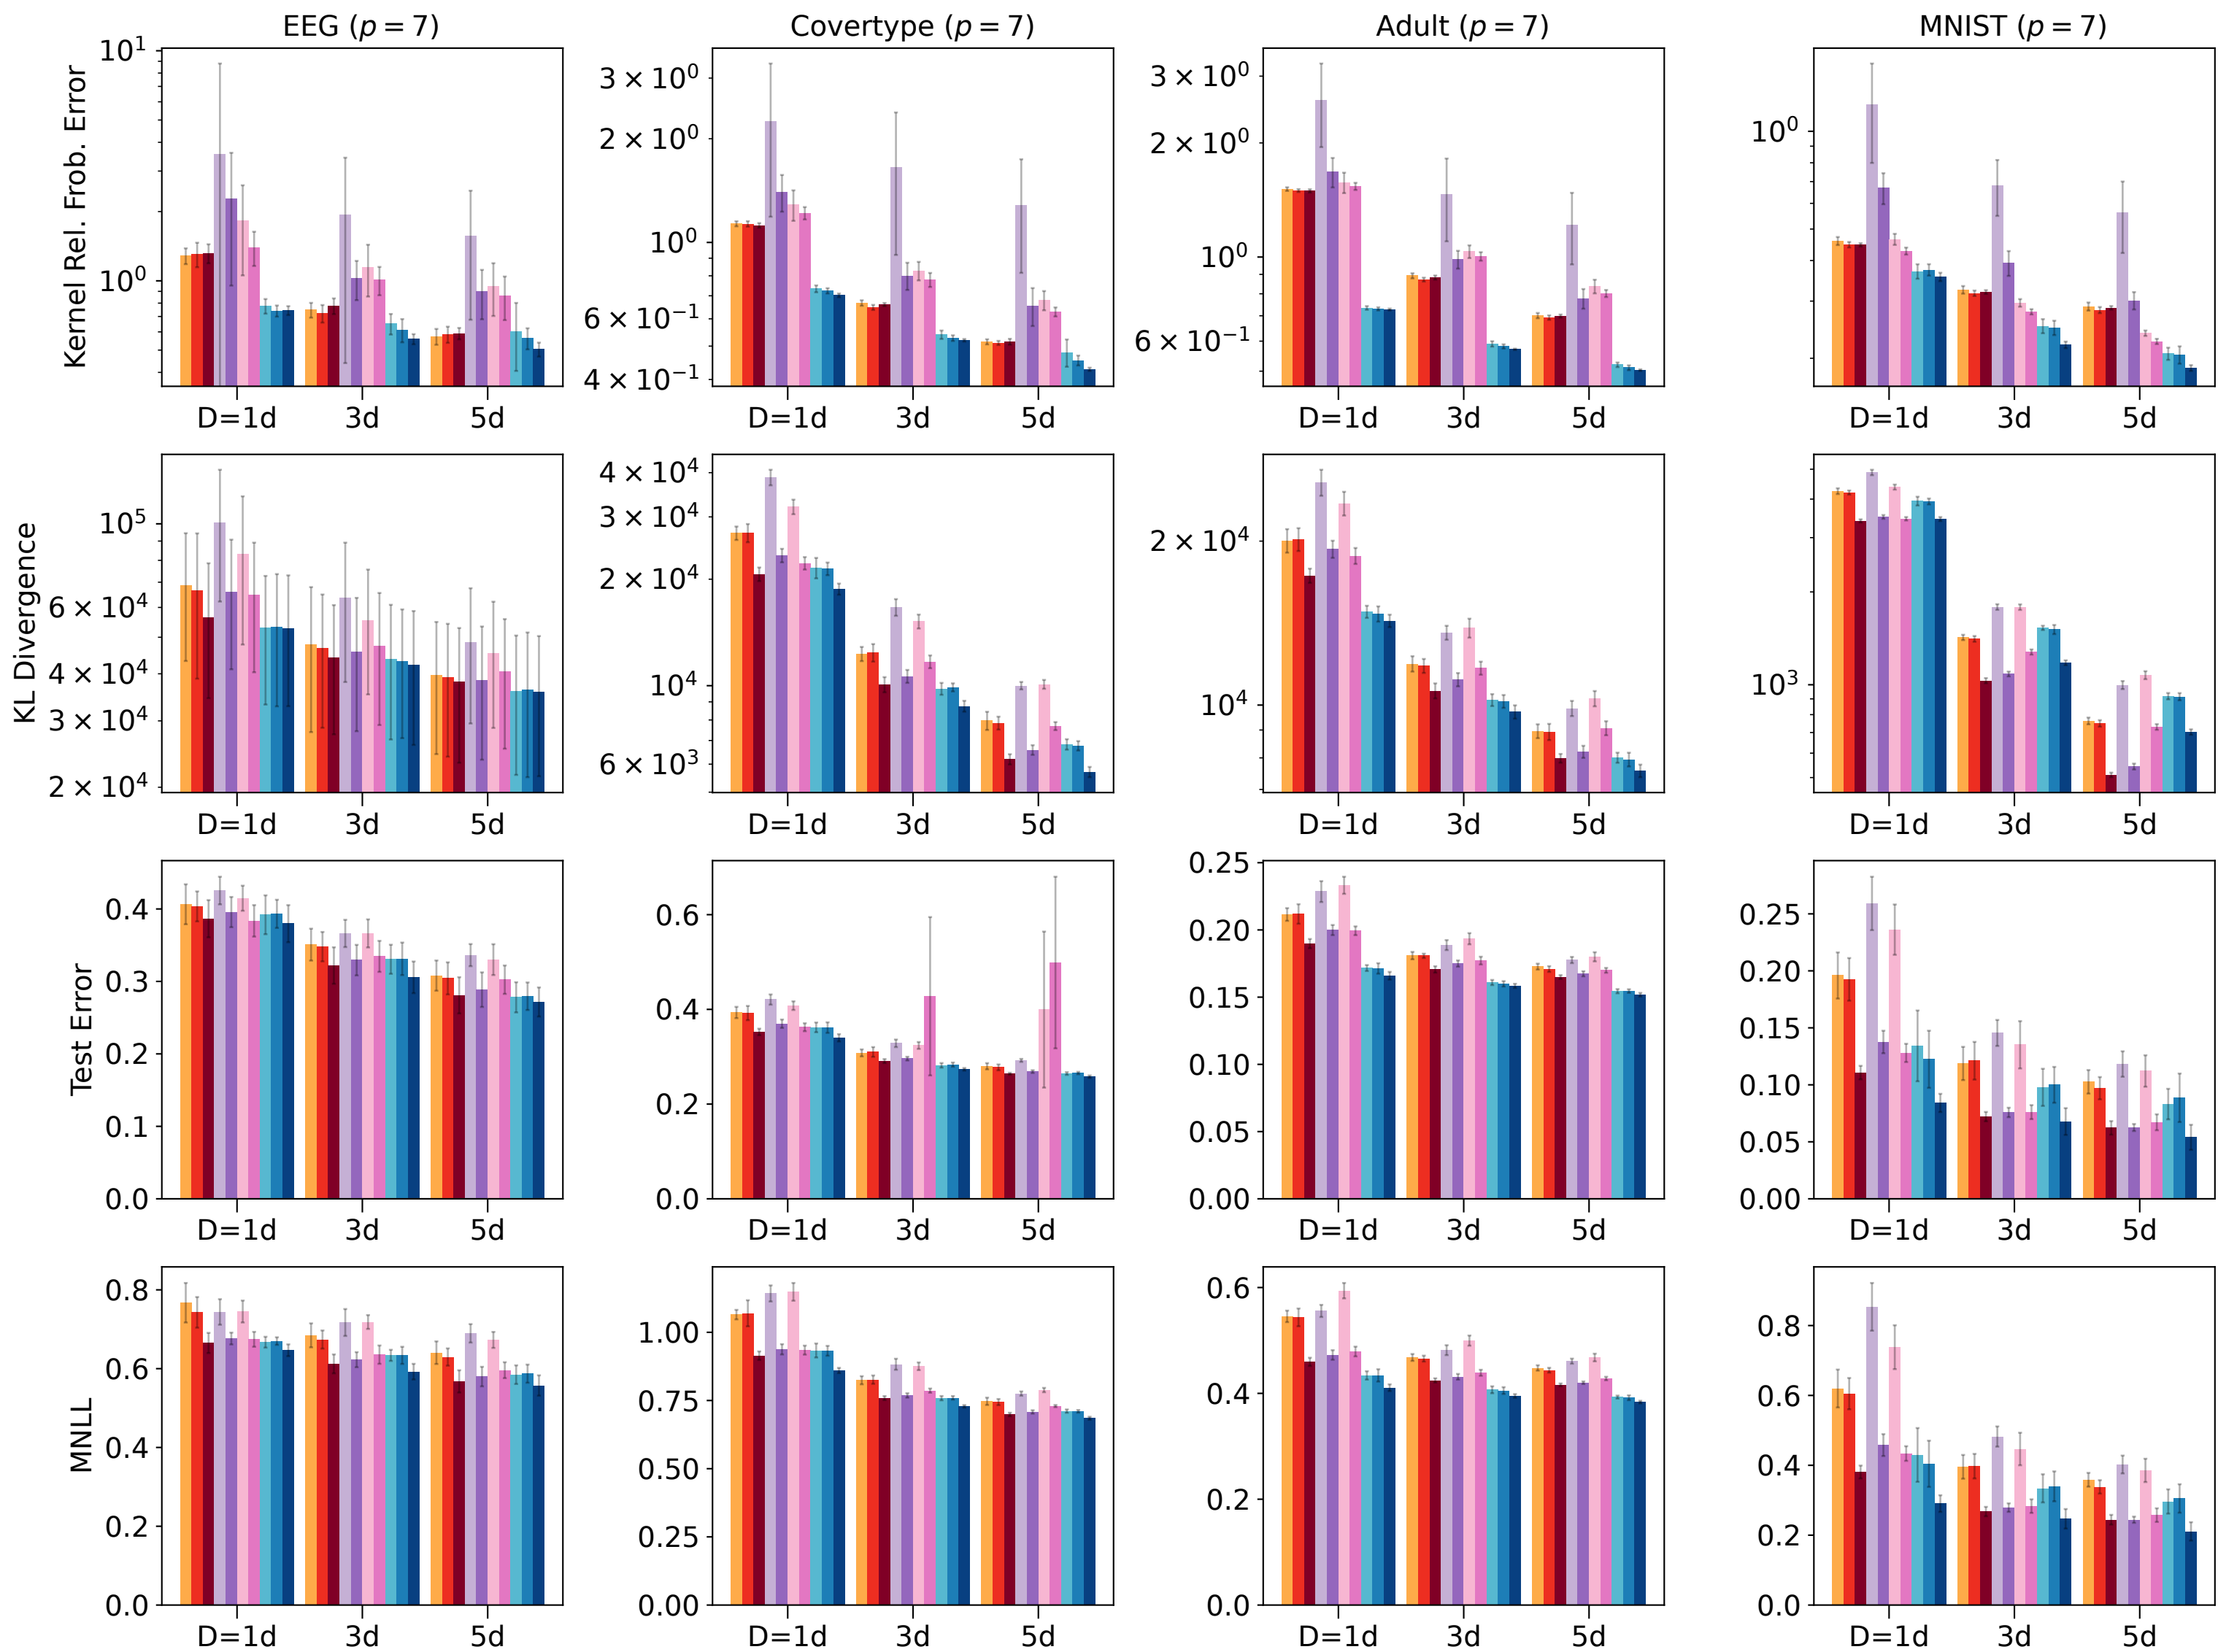 EEG (p = 7)
Covertype (p = 7)
Adult (p = 7)
MNIST (p = 7)
Kernel Rel. Frob. Error
10¹
10⁰
D=1d 3d 5d
3 × 10⁰
2 × 10⁰
10⁰
6 × 10⁻¹
4 × 10⁻¹
D=1d 3d 5d
3 × 10⁰
2 × 10⁰
10⁰
6 × 10⁻¹
D=1d 3d 5d
10⁰
D=1d 3d 5d
KL Divergence
10⁵
6 × 10⁴
4 × 10⁴
3 × 10⁴
2 × 10⁴
D=1d 3d 5d
4 × 10⁴
3 × 10⁴
2 × 10⁴
10⁴
6 × 10³
D=1d 3d 5d
2 × 10⁴
10⁴
D=1d 3d 5d
10³
D=1d 3d 5d
Test Error
0.4
0.3
0.2
0.1
0.0
D=1d 3d 5d
0.6
0.4
0.2
0.0
D=1d 3d 5d
0.25
0.20
0.15
0.10
0.05
0.00
D=1d 3d 5d
0.25
0.20
0.15
0.10
0.05
0.00
D=1d 3d 5d
MNLL
0.8
0.6
0.4
0.2
0.0
D=1d 3d 5d
1.00
0.75
0.50
0.25
0.00
D=1d 3d 5d
0.6
0.4
0.2
0.0
D=1d 3d 5d
0.8
0.6
0.4
0.2
0.0
D=1d 3d 5d